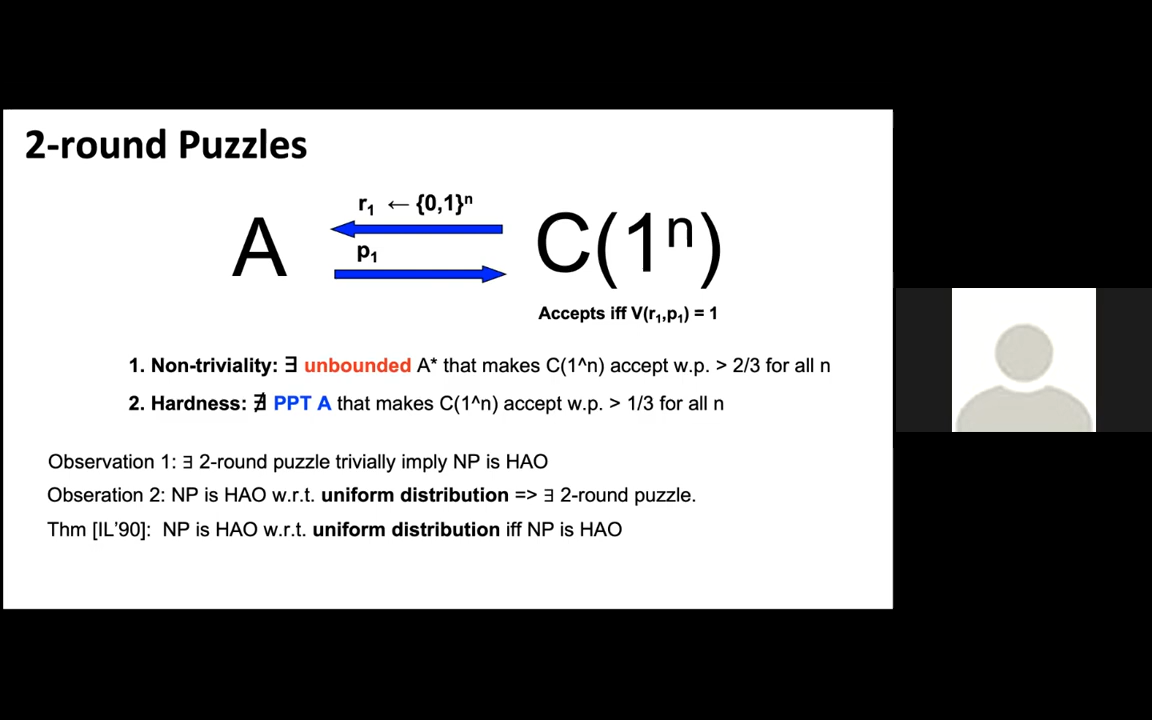 2-round Puzzles
r₁ ← {0,1}ⁿ
A
C(1ⁿ)
p₁
Accepts iff V(r₁,p₁) = 1
1. Non-triviality: ∃ unbounded A* that makes C(1^n) accept w.p. > 2/3 for all n
2. Hardness: ∄ PPT A that makes C(1^n) accept w.p. > 1/3 for all n
Observation 1: ∃ 2-round puzzle trivially imply NP is HAO
Obseration 2: NP is HAO w.r.t. uniform distribution => ∃ 2-round puzzle.
Thm [IL'90]: NP is HAO w.r.t. uniform distribution iff NP is HAO